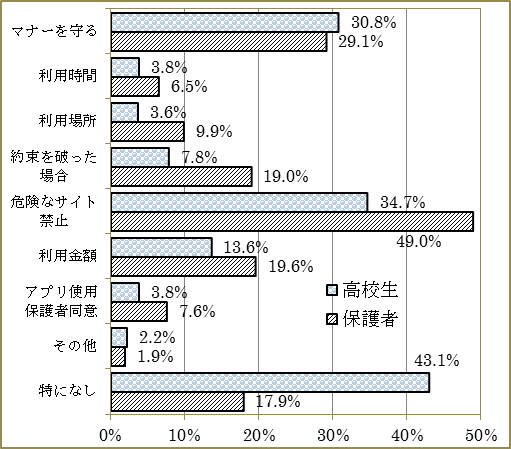 マナーを守る
30.8%
29.1%
利用時間
3.8%
6.5%
利用場所
3.6%
9.9%
約束を破った
場合
7.8%
19.0%
危険なサイト
禁止
34.7%
49.0%
利用金額
13.6%
19.6%
アプリ使用
保護者同意
3.8%
7.6%
高校生
保護者
その他
2.2%
1.9%
特になし
43.1%
17.9%
0% 10% 20% 30% 40% 50%